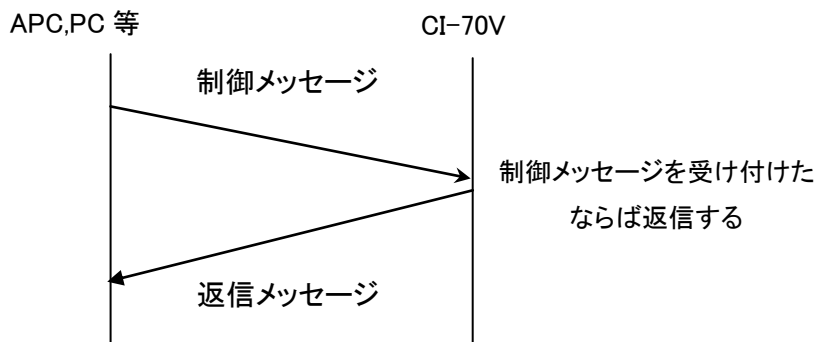 APC,PC 等
CI-70V
制御メッセージ
制御メッセージを受け付けた
ならば返信する
返信メッセージ